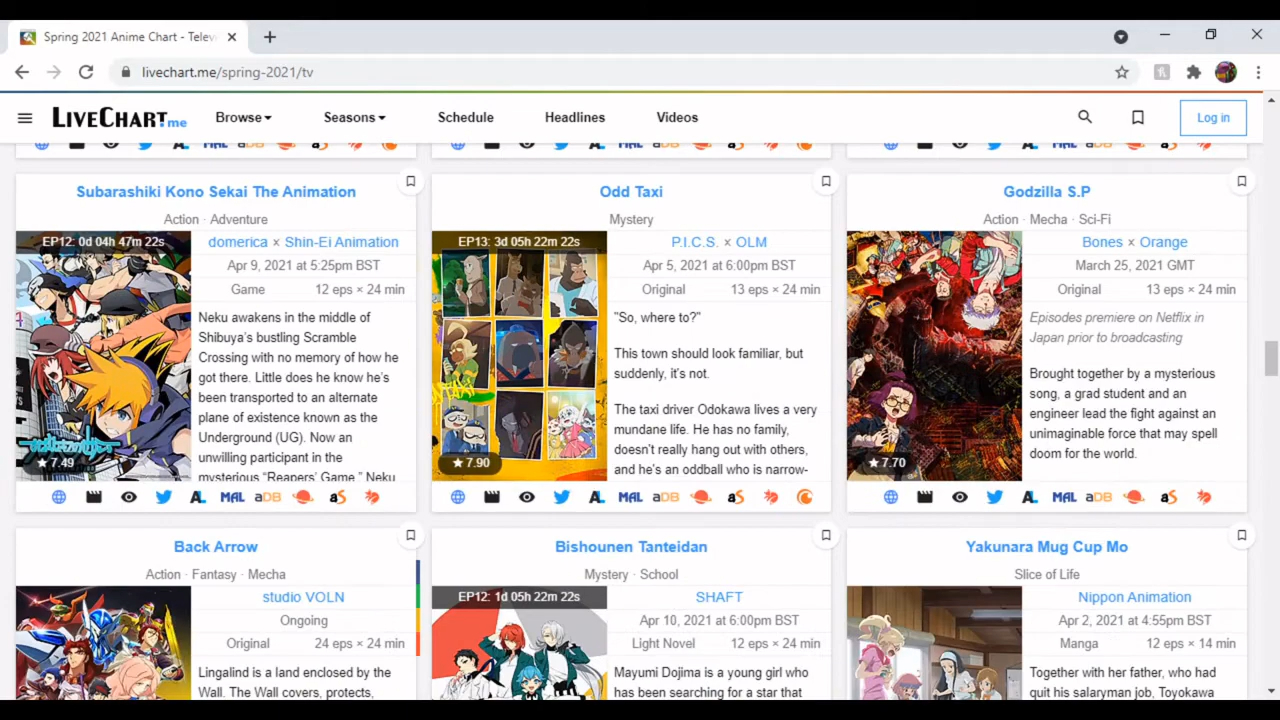 Spring 2021 Anime Chart - Telev
livechart.me/spring-2021/tv
LIVECHART.me
Browse
Seasons
Schedule
Headlines
Videos
Log in
Subarashiki Kono Sekai The Animation
Action · Adventure
EP12: 0d 04h 47m 22s
domerica × Shin-Ei Animation
Apr 9, 2021 at 5:25pm BST
Game
12 eps × 24 min
Neku awakens in the middle of
Shibuya's bustling Scramble
Crossing with no memory of how he
got there. Little does he know he's
been transported to an alternate
plane of existence known as the
Underground (UG). Now an
unwilling participant in the
mysterious "Reapers' Game," Neku
★ 7.49
MAL
aDB
aS
Odd Taxi
Mystery
EP13: 3d 05h 22m 22s
P.I.C.S. × OLM
Apr 5, 2021 at 6:00pm BST
Original
13 eps × 24 min
"So, where to?"
This town should look familiar, but
suddenly, it's not.
The taxi driver Odokawa lives a very
mundane life. He has no family,
doesn't really hang out with others,
and he's an oddball who is narrow-
★ 7.90
MAL
aDB
aS
Godzilla S.P
Action · Mecha · Sci-Fi
Bones × Orange
March 25, 2021 GMT
Original
13 eps × 24 min
Episodes premiere on Netflix in
Japan prior to broadcasting
Brought together by a mysterious
song, a grad student and an
engineer lead the fight against an
unimaginable force that may spell
doom for the world.
★ 7.70
MAL
aDB
aS
Back Arrow
Action · Fantasy · Mecha
studio VOLN
Ongoing
Original
24 eps × 24 min
Lingalind is a land enclosed by the
Wall. The Wall covers, protects,
Bishounen Tanteidan
Mystery · School
EP12: 1d 05h 22m 22s
SHAFT
Apr 10, 2021 at 6:00pm BST
Light Novel
12 eps × 24 min
Mayumi Dojima is a young girl who
has been searching for a star that
Yakunara Mug Cup Mo
Slice of Life
Nippon Animation
Apr 2, 2021 at 4:55pm BST
Manga
12 eps × 14 min
Together with her father, who had
quit his salaryman job, Toyokawa